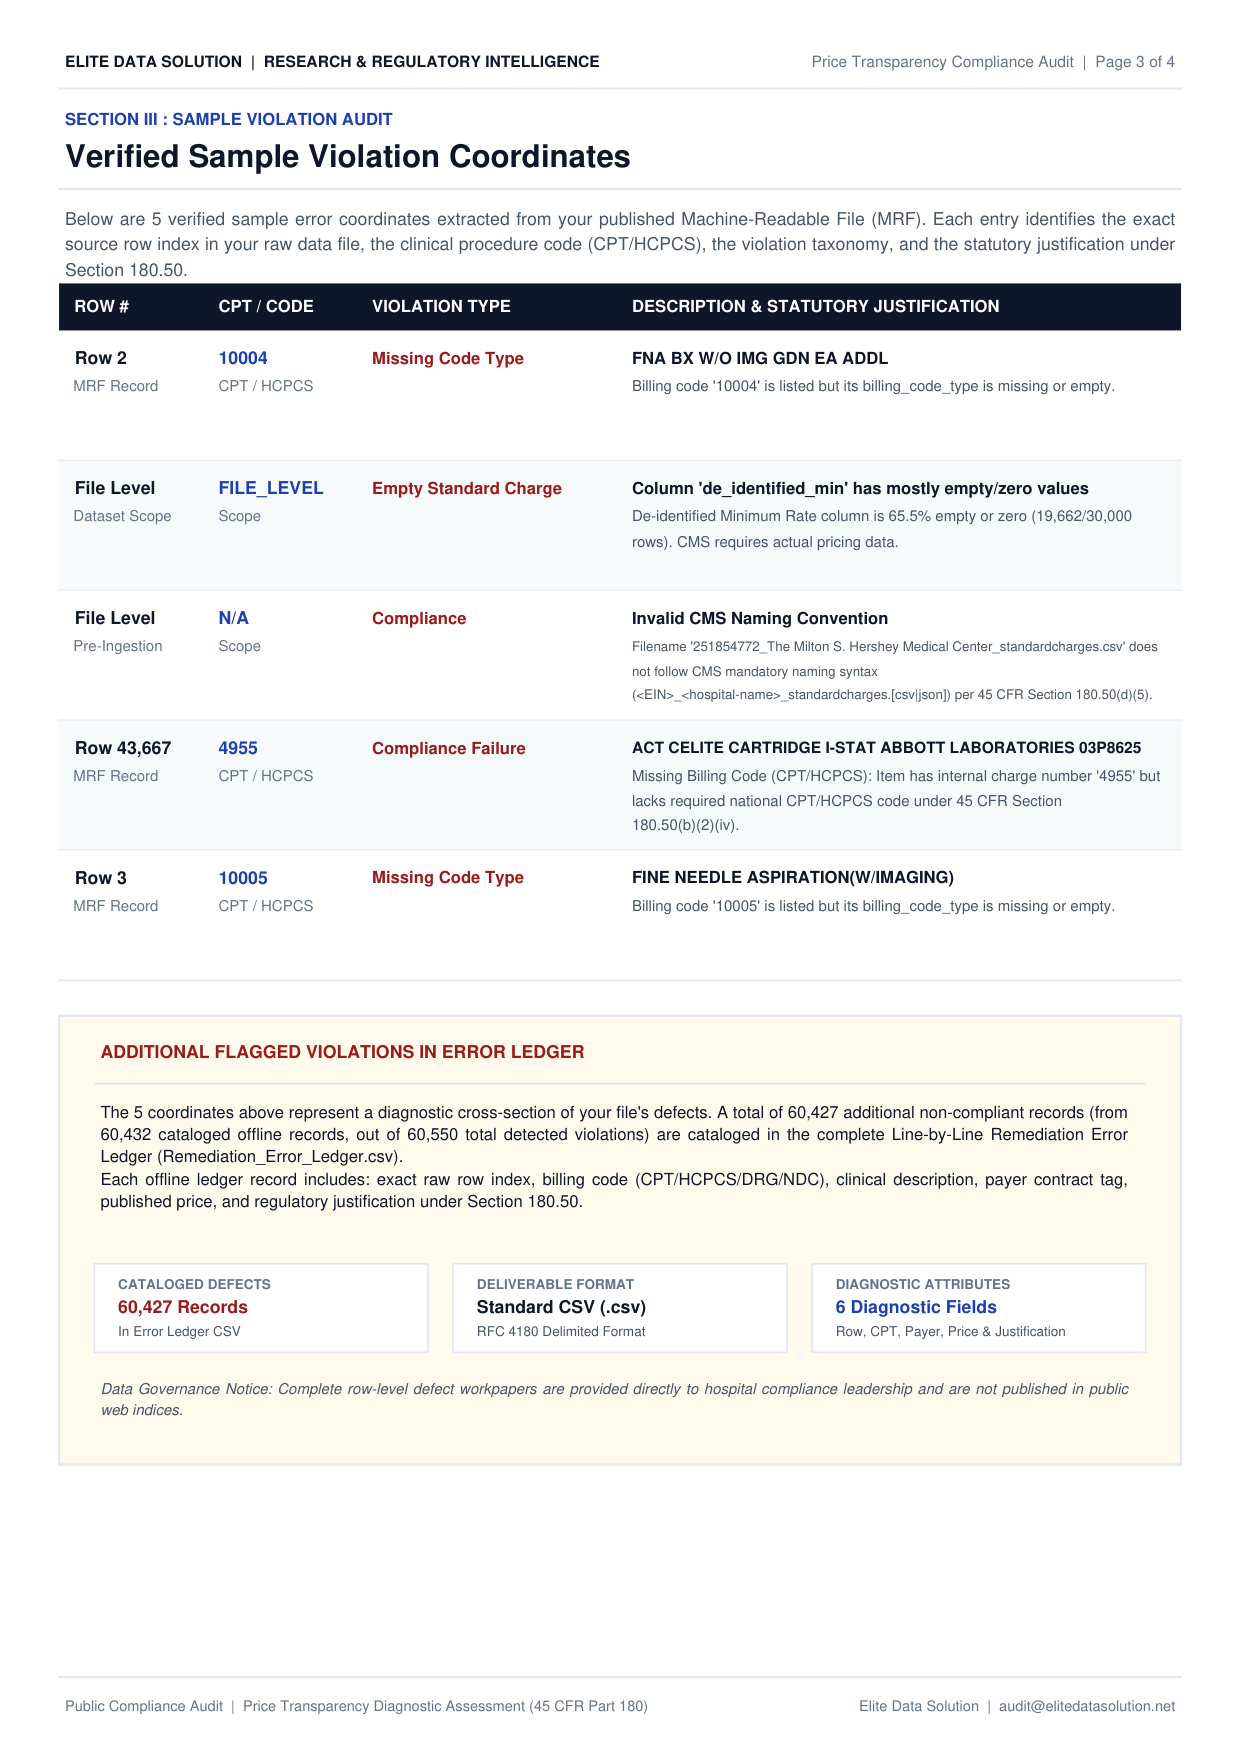 ELITE DATA SOLUTION | RESEARCH & REGULATORY INTELLIGENCE
Price Transparency Compliance Audit | Page 3 of 4
SECTION III : SAMPLE VIOLATION AUDIT
Verified Sample Violation Coordinates
Below are 5 verified sample error coordinates extracted from your published Machine-Readable File (MRF). Each entry identifies the exact
source row index in your raw data file, the clinical procedure code (CPT/HCPCS), the violation taxonomy, and the statutory justification under
Section 180.50.
ROW # CPT / CODE VIOLATION TYPE DESCRIPTION & STATUTORY JUSTIFICATION
Row 2 10004 Missing Code Type FNA BX W/O IMG GDN EA ADDL
MRF Record CPT / HCPCS Billing code '10004' is listed but its billing_code_type is missing or empty.
File Level FILE_LEVEL Empty Standard Charge Column 'de_identified_min' has mostly empty/zero values
Dataset Scope Scope De-identified Minimum Rate column is 65.5% empty or zero (19,662/30,000
rows). CMS requires actual pricing data.
File Level N/A Compliance Invalid CMS Naming Convention
Pre-Ingestion Scope Filename '251854772_The Milton S. Hershey Medical Center_standardcharges.csv' does
not follow CMS mandatory naming syntax
(<EIN>_<hospital-name>_standardcharges.[csv|json]) per 45 CFR Section 180.50(d)(5).
Row 43,667 4955 Compliance Failure ACT CELITE CARTRIDGE I-STAT ABBOTT LABORATORIES 03P8625
MRF Record CPT / HCPCS Missing Billing Code (CPT/HCPCS): Item has internal charge number '4955' but
lacks required national CPT/HCPCS code under 45 CFR Section
180.50(b)(2)(iv).
Row 3 10005 Missing Code Type FINE NEEDLE ASPIRATION(W/IMAGING)
MRF Record CPT / HCPCS Billing code '10005' is listed but its billing_code_type is missing or empty.
ADDITIONAL FLAGGED VIOLATIONS IN ERROR LEDGER
The 5 coordinates above represent a diagnostic cross-section of your file's defects. A total of 60,427 additional non-compliant records (from
60,432 cataloged offline records, out of 60,550 total detected violations) are cataloged in the complete Line-by-Line Remediation Error
Ledger (Remediation_Error_Ledger.csv).
Each offline ledger record includes: exact raw row index, billing code (CPT/HCPCS/DRG/NDC), clinical description, payer contract tag,
published price, and regulatory justification under Section 180.50.
CATALOGED DEFECTS DELIVERABLE FORMAT DIAGNOSTIC ATTRIBUTES
60,427 Records Standard CSV (.csv) 6 Diagnostic Fields
In Error Ledger CSV RFC 4180 Delimited Format Row, CPT, Payer, Price & Justification
Data Governance Notice: Complete row-level defect workpapers are provided directly to hospital compliance leadership and are not published in public
web indices.
Public Compliance Audit | Price Transparency Diagnostic Assessment (45 CFR Part 180)
Elite Data Solution | audit@elitedatasolution.net